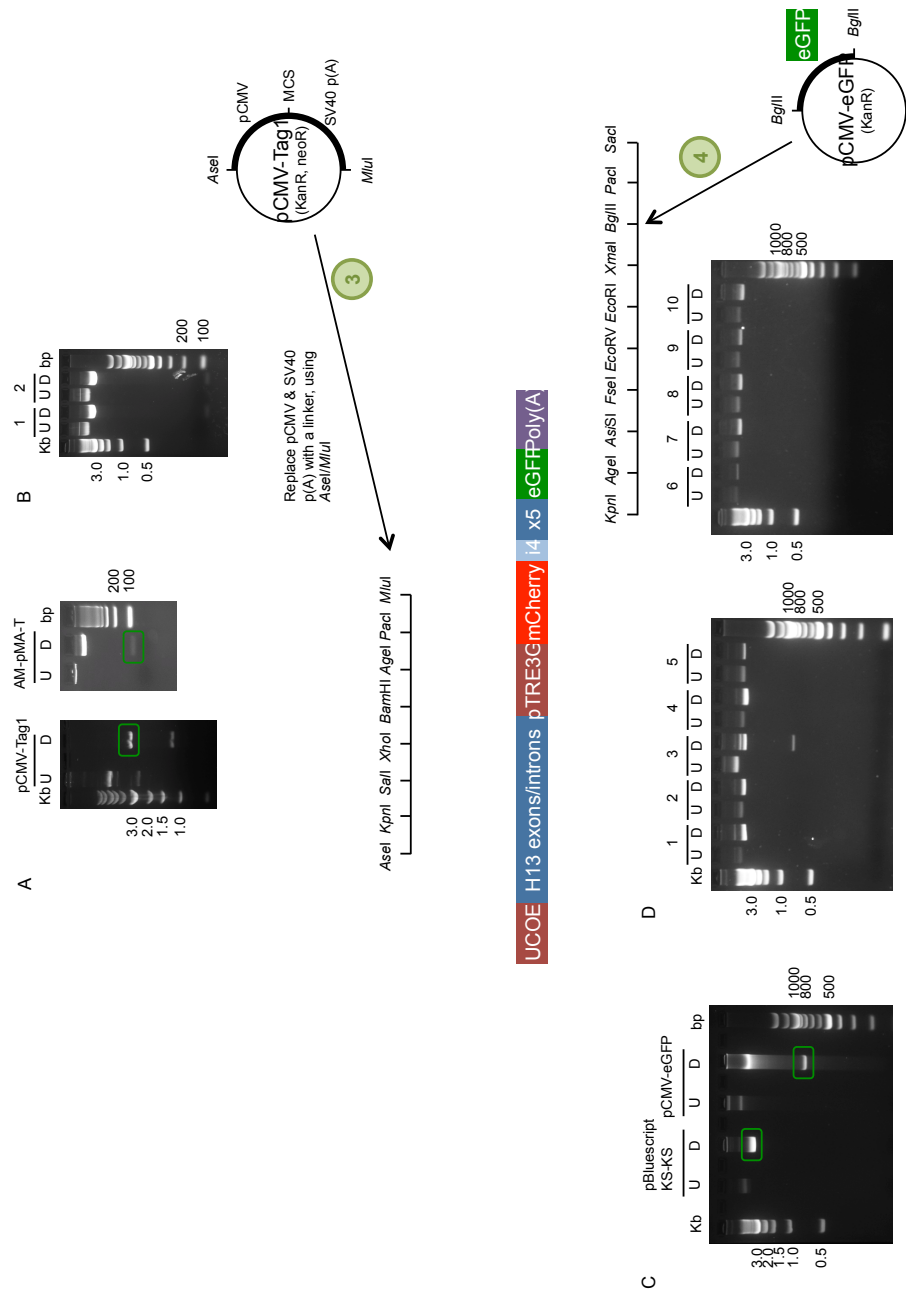 A
pCMV-Tag1
Kb U D
3.0
2.0
1.5
1.0
AM-pMA-T
U D bp
200
100
B
1 2
Kb U D U D bp
3.0
1.0
0.5
200
100
Replace pCMV & SV40
p(A) with a linker, using
AseI/MluI
3
AseI
pCMV
MCS
SV40 p(A)
MluI
pCMV-Tag1
(KanR, neoR)
AseI KpnI SalI XhoI BamHI AgeI PacI MluI
UCOE H13 exons/introns pTRE3G mCherry i4 x5 eGFP Poly(A)
C
pBluescript
KS-KS
pCMV-eGFP
Kb U D U D bp
3.0
2.0
1.5
1.0
0.5
1000
800
500
D
1 2 3 4 5
Kb U D U D U D U D U D
3.0
1.0
0.5
1000
800
500
6 7 8 9 10
U D U D U D U D U D
3.0
1.0
0.5
1000
800
500
KpnI AgeI AsiSI FseI EcoRV EcoRI XmaI BglII PacI SacI
4
eGFP
BglII
BglII
pCMV-eGFP
(KanR)